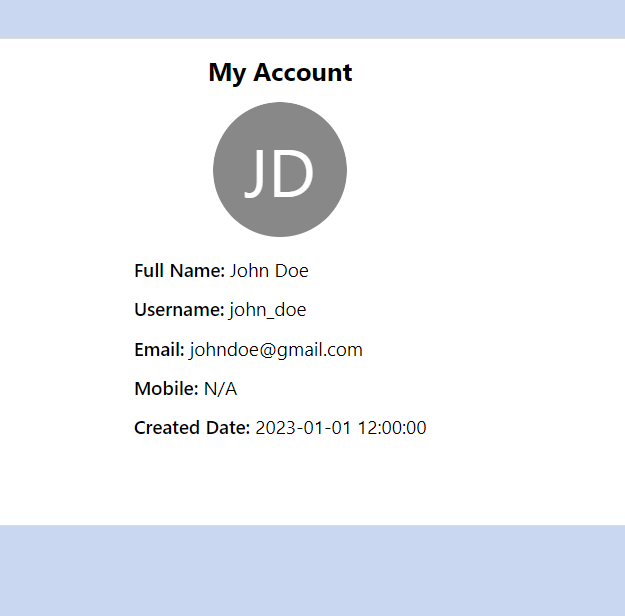 My Account
JD
Full Name: John Doe
Username: john_doe
Email: johndoe@gmail.com
Mobile: N/A
Created Date: 2023-01-01 12:00:00